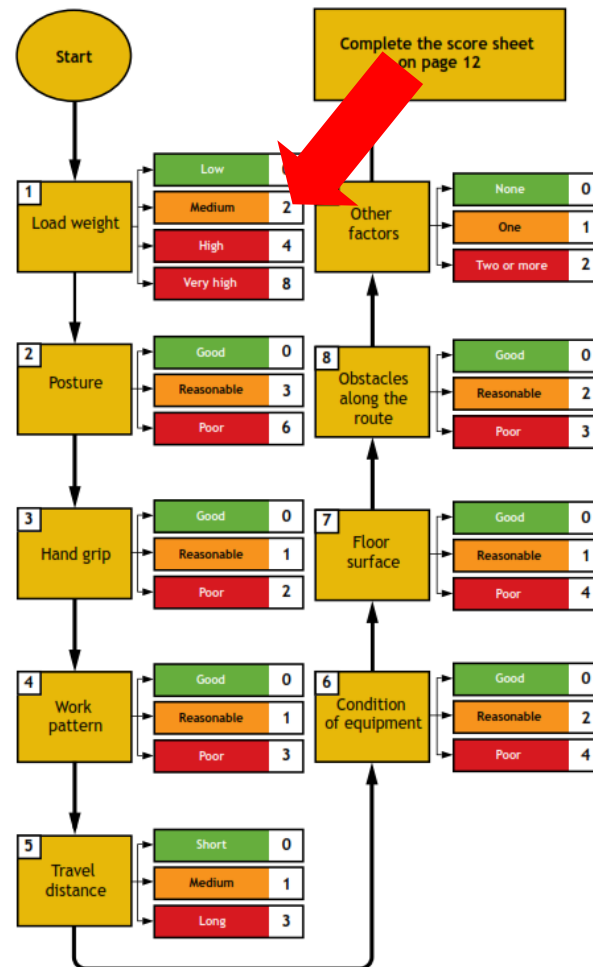 Start
Complete the score sheet
on page 12
1
Load weight
Low
Medium 2
High 4
Very high 8
2
Posture
Good 0
Reasonable 3
Poor 6
3
Hand grip
Good 0
Reasonable 1
Poor 2
4
Work
pattern
Good 0
Reasonable 1
Poor 3
5
Travel
distance
Short 0
Medium 1
Long 3
6
Condition
of equipment
Good 0
Reasonable 2
Poor 4
7
Floor
surface
Good 0
Reasonable 1
Poor 4
8
Obstacles
along the
route
Good 0
Reasonable 2
Poor 3
Other
factors
None 0
One 1
Two or more 2